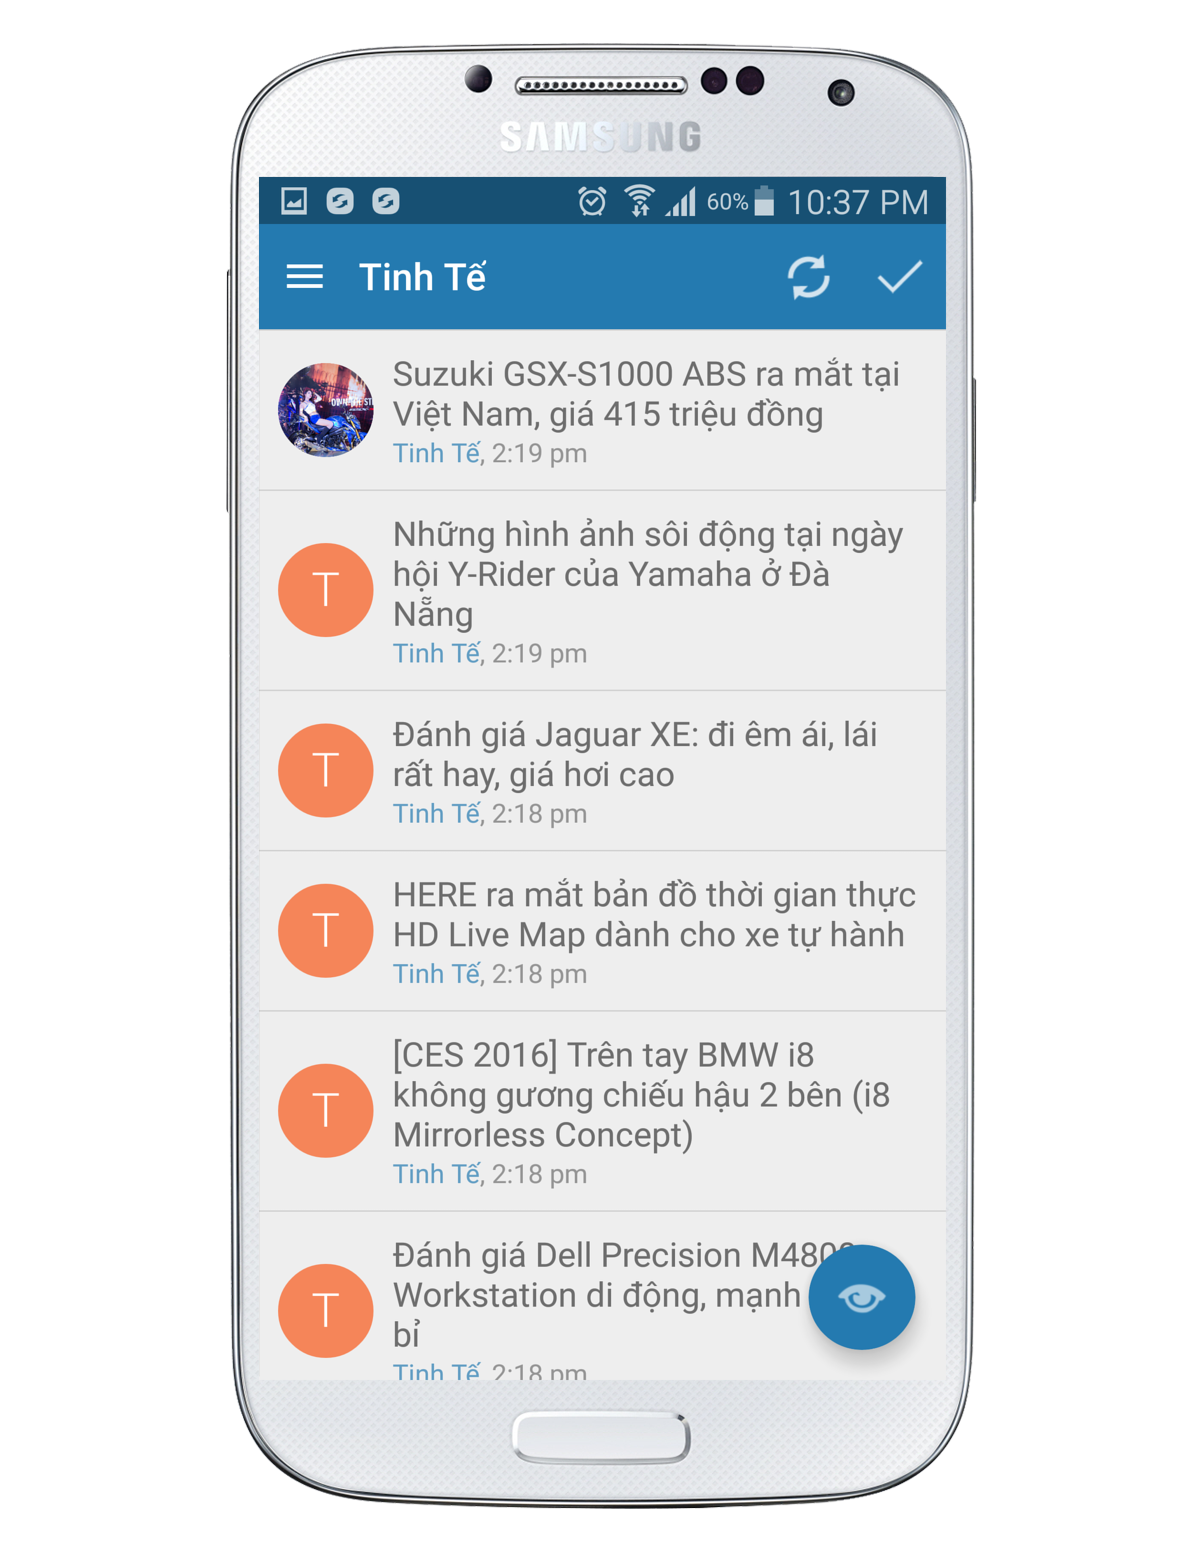 SAMSUNG
60% 10:37 PM
Tinh Tế
Suzuki GSX-S1000 ABS ra mắt tại
Việt Nam, giá 415 triệu đồng
Tinh Tế, 2:19 pm
T
Những hình ảnh sôi động tại ngày
hội Y-Rider của Yamaha ở Đà
Nẵng
Tinh Tế, 2:19 pm
T
Đánh giá Jaguar XE: đi êm ái, lái
rất hay, giá hơi cao
Tinh Tế, 2:18 pm
T
HERE ra mắt bản đồ thời gian thực
HD Live Map dành cho xe tự hành
Tinh Tế, 2:18 pm
T
[CES 2016] Trên tay BMW i8
không gương chiếu hậu 2 bên (i8
Mirrorless Concept)
Tinh Tế, 2:18 pm
T
Đánh giá Dell Precision M4800
Workstation di động, mạnh
bỉ
Tinh Tế, 2:18 pm